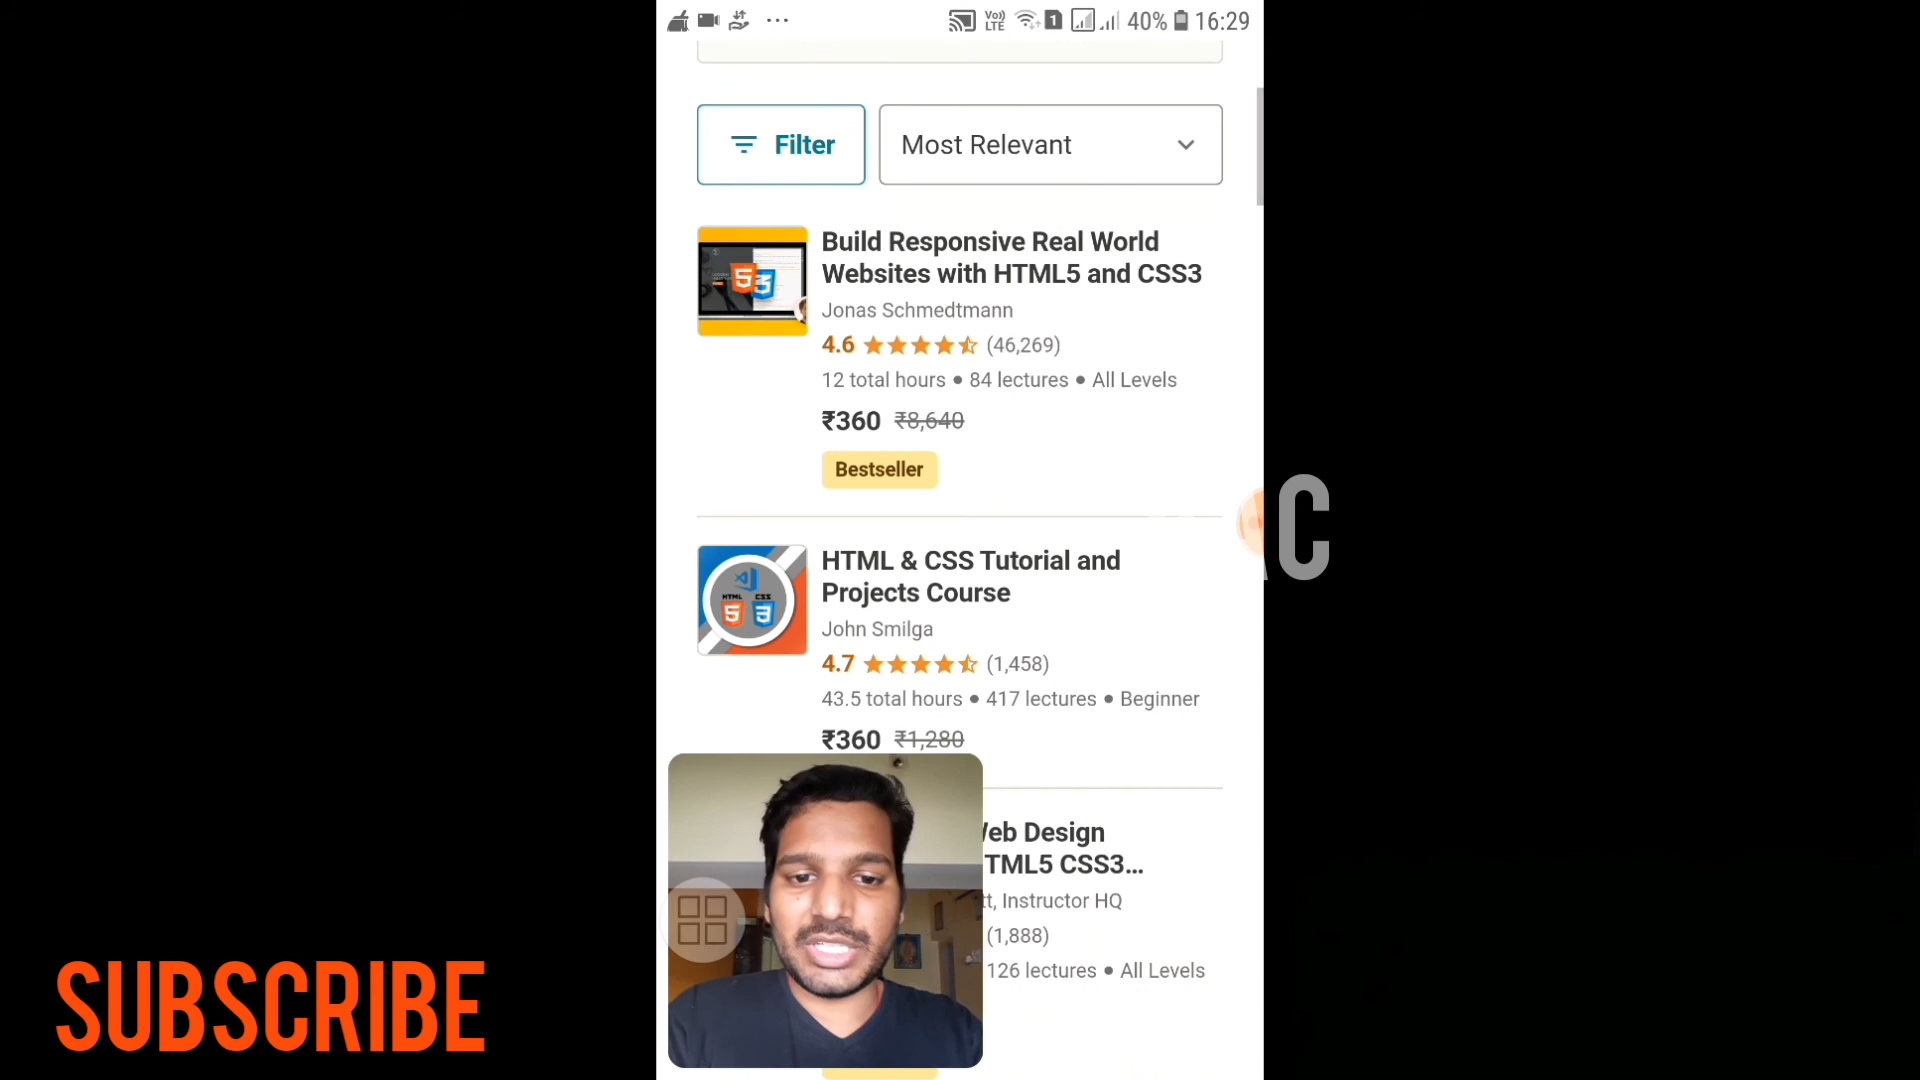 40% 16:29
Filter
Most Relevant
Build Responsive Real World
Websites with HTML5 and CSS3
Jonas Schmedtmann
4.6 (46,269)
12 total hours • 84 lectures • All Levels
₹360 ₹8,640
Bestseller
HTML & CSS Tutorial and
Projects Course
John Smilga
4.7 (1,458)
43.5 total hours • 417 lectures • Beginner
₹360 ₹1,280
Web Design
HTML5 CSS3...
tt, Instructor HQ
(1,888)
126 lectures • All Levels
C
SUBSCRIBE